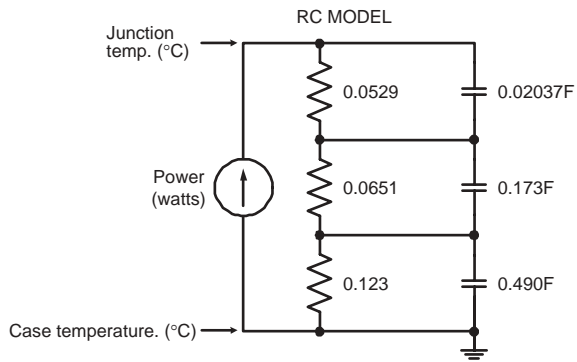 RC MODEL
Junction
temp. (°C)
0.0529
0.02037F
Power
(watts)
0.0651
0.173F
0.123
0.490F
Case temperature. (°C)